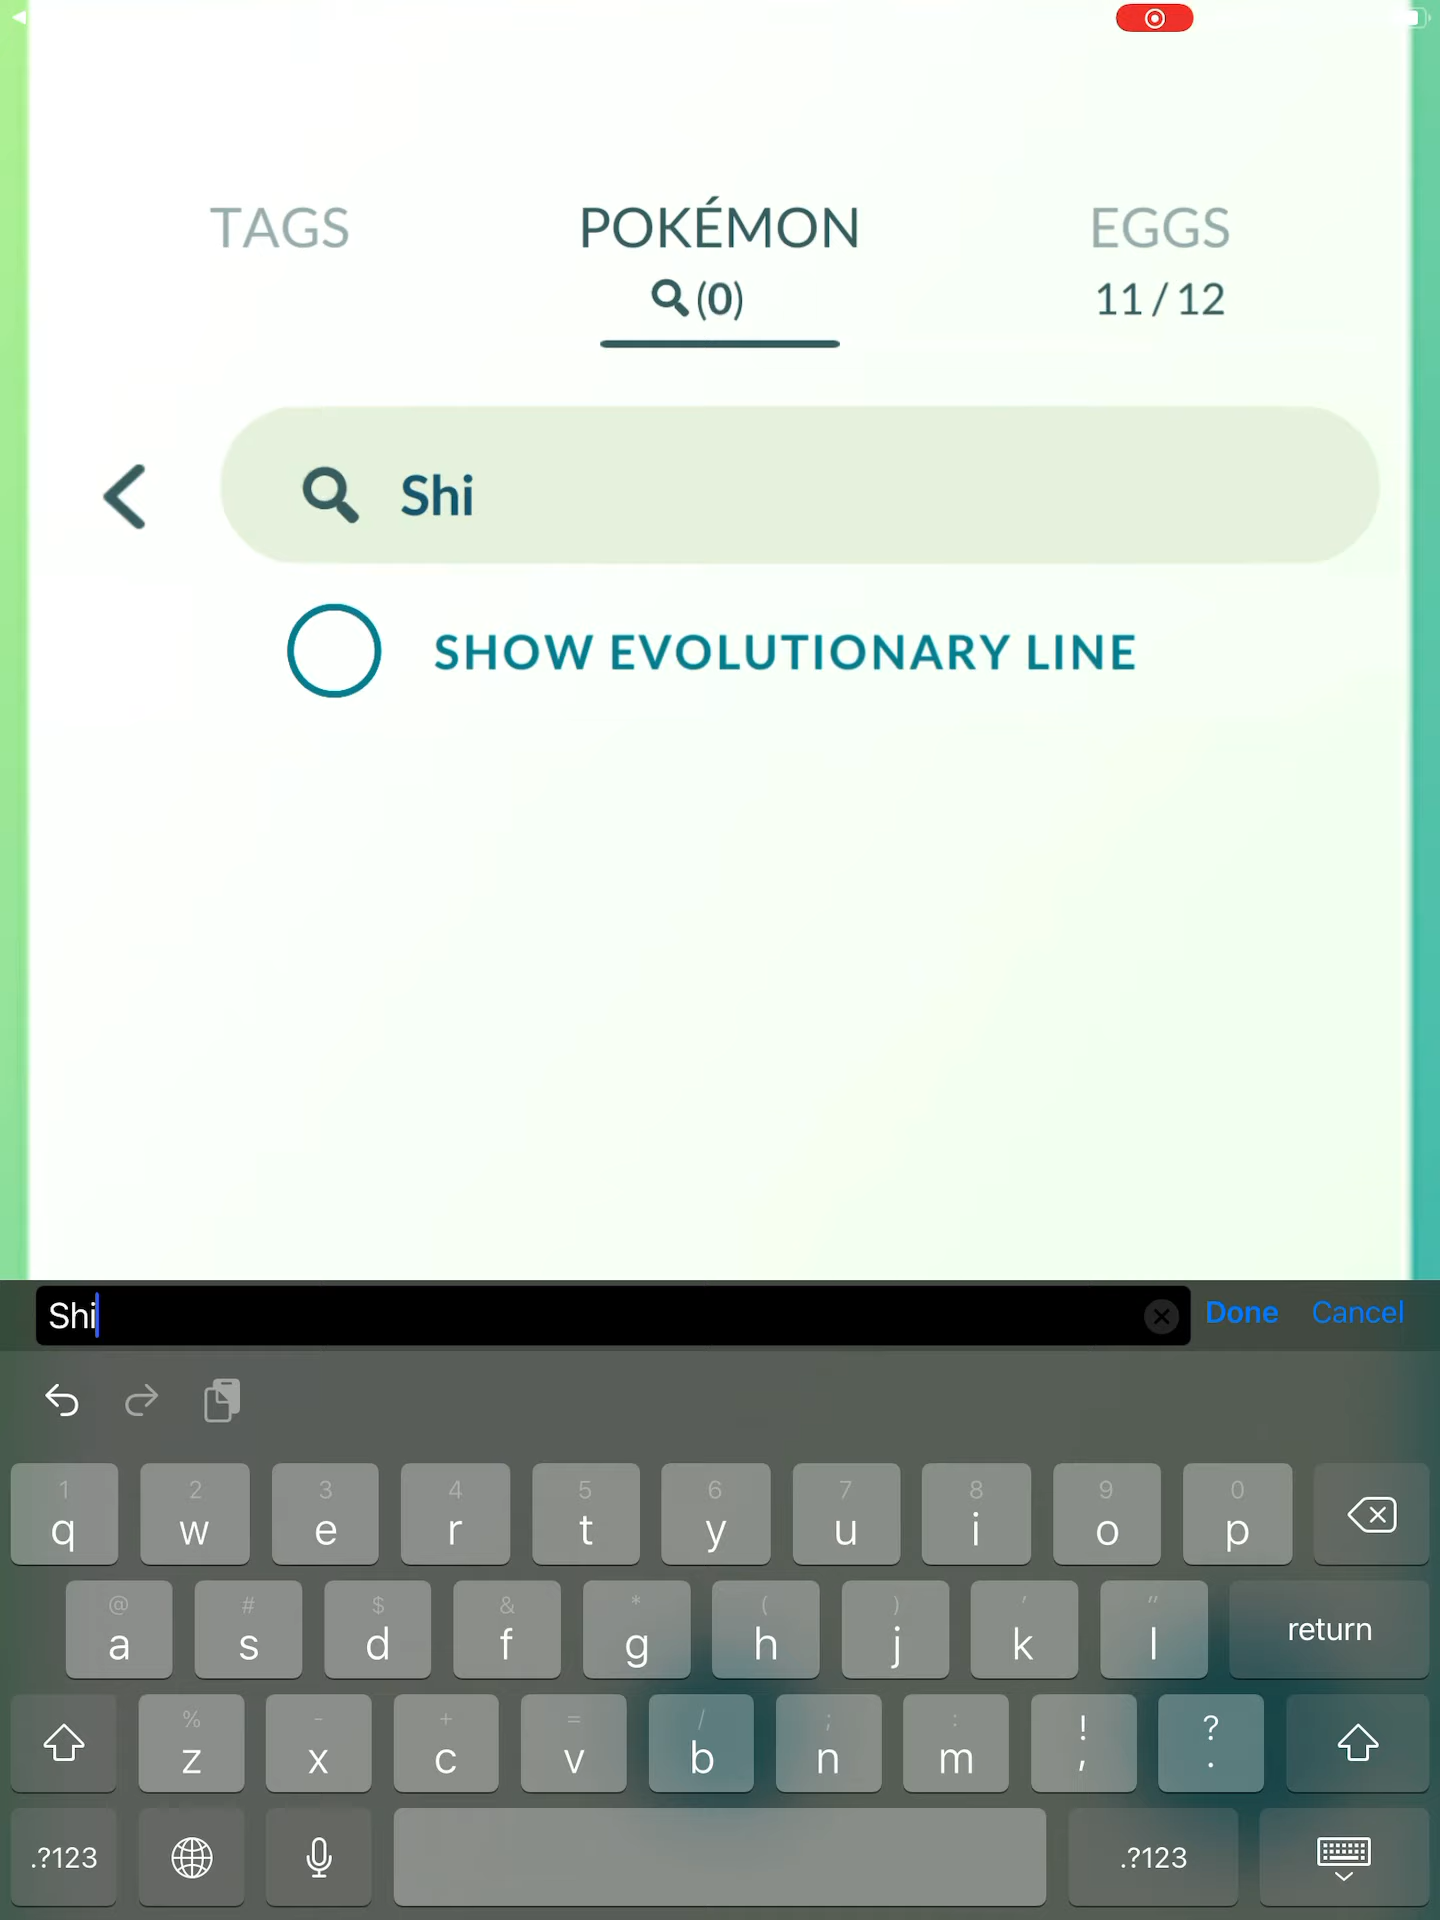 TAGS POKÉMON EGGS
(0) 11 / 12
Shi
SHOW EVOLUTIONARY LINE
Shi Done Cancel
1 2 3 4 5 6 7 8 9 0
q w e r t y u i o p
@ # $ & * ( ) ' "
a s d f g h j k l return
% - + = / ; : ! ?
z x c v b n m , .
.?123 .?123